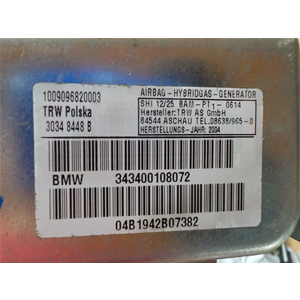 1009096820003
TRW Polska
3034 8448 B
AIRBAG-HYBRIDGAS-GENERATOR
SHI 12/25 BAM-PT1-0614
Hersteller:TRW AS GmbH
84544 ASCHAU TEL.08638/965-0
HERSTELLUNGS-JAHR: 2004
BMW 343400108072
04B1942B07382